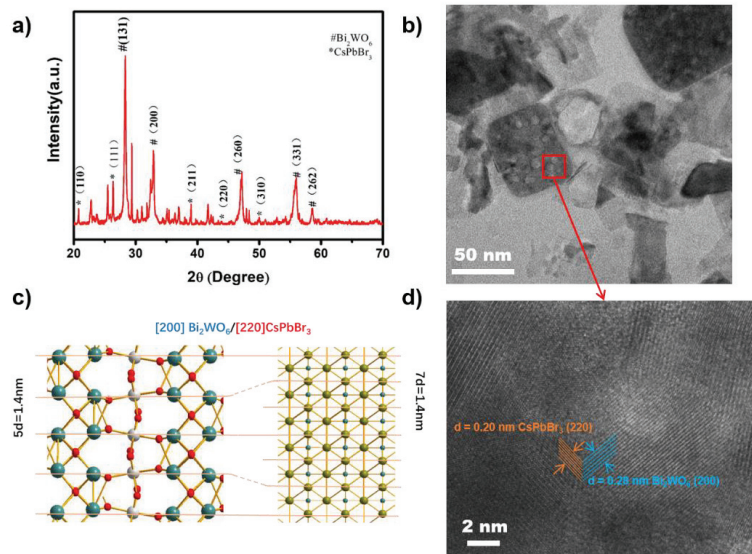 a)
#Bi₂WO₆
*CsPbBr₃
Intensity(a.u.)
* (110)
* (111)
#(131)
# (200)
* (211)
* (220)
# (260)
* (310)
# (331)
# (262)
20 30 40 50 60 70
2θ (Degree)
b)
50 nm
c)
[200] Bi₂WO₆/[220]CsPbBr₃
5d=1.4nm
7d=1.4nm
d)
d = 0.20 nm CsPbBr₃ (220)
d = 0.28 nm Br₂WO₆ (200)
2 nm